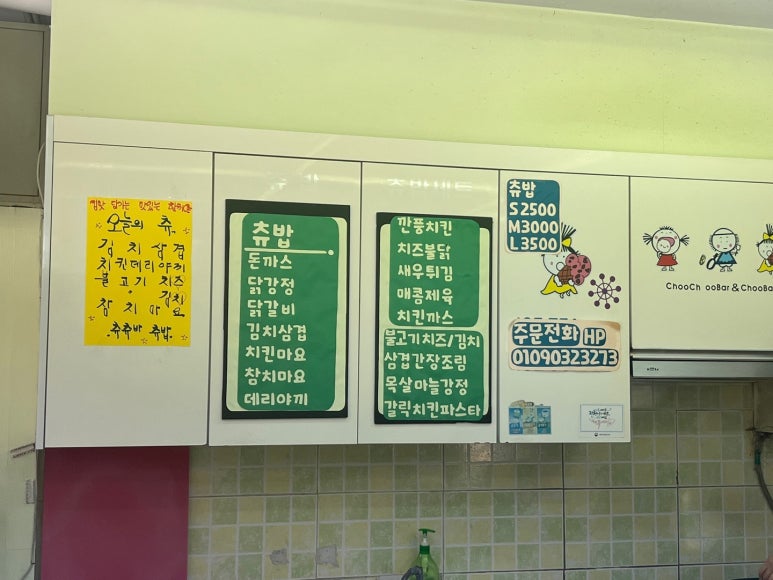 오늘의 츄
김치삼겹
치킨데리야끼
불고기 치즈
김치
참치마요
츄츄바 츄밥
츄밥
돈까스
닭강정
닭갈비
김치삼겹
치킨마요
참치마요
데리야끼
깐풍치킨
치즈불닭
새우튀김
매콤제육
치킨까스
불고기치즈/김치
삼겹간장조림
목살마늘강정
갈릭치킨파스타
츄밥
S2500
M3000
L3500
주문전화 HP
01090323273
ChooCh ooBar & ChooBa